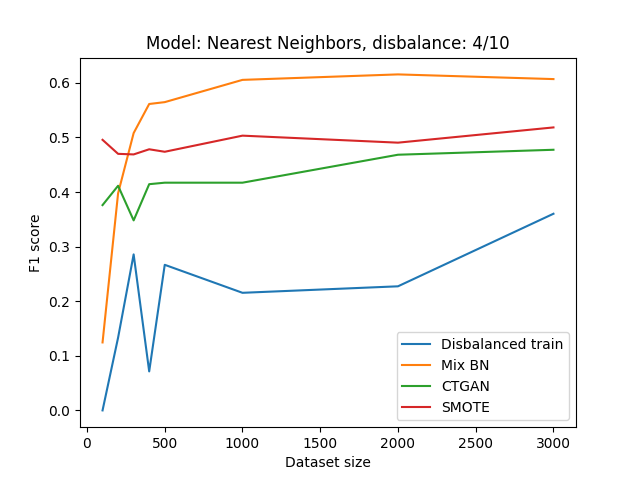 Model: Nearest Neighbors, disbalance: 4/10
F1 score
0.6
0.5
0.4
0.3
0.2
0.1
0.0
Disbalanced train
Mix BN
CTGAN
SMOTE
0
500
1000
1500
2000
2500
3000
Dataset size